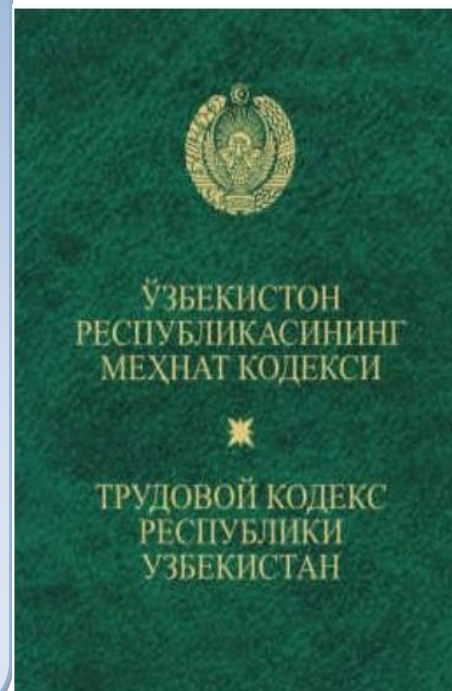 ЎЗБЕКИСТОН
РЕСПУБЛИКАСИНИНГ
МЕҲНАТ КОДЕКСИ
ТРУДОВОЙ КОДЕКС
РЕСПУБЛИКИ
УЗБЕКИСТАН